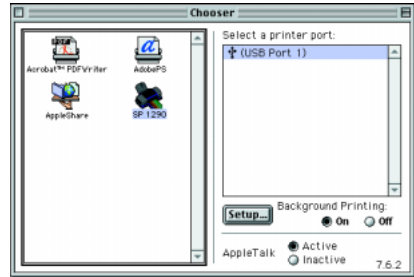 Chooser
Acrobat™ PDFWriter
AdobePS
AppleShare
SP 1290
Select a printer port:
(USB Port 1)
Setup...
Background Printing:
On Off
AppleTalk
Active
Inactive
7.6.2